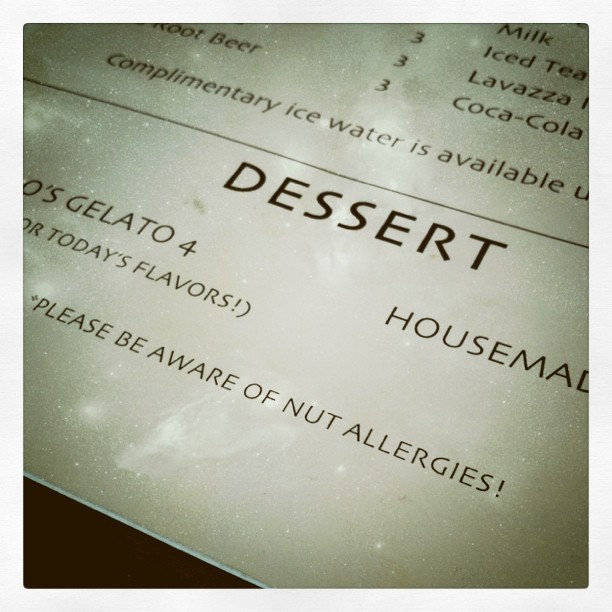 Root Beer 3 Milk
3 Iced Tea
3 Lavazza
Coca-Cola
Complimentary ice water is available
DESSERT
O'S GELATO 4
OR TODAY'S FLAVORS!)
HOUSEMAD
*PLEASE BE AWARE OF NUT ALLERGIES!